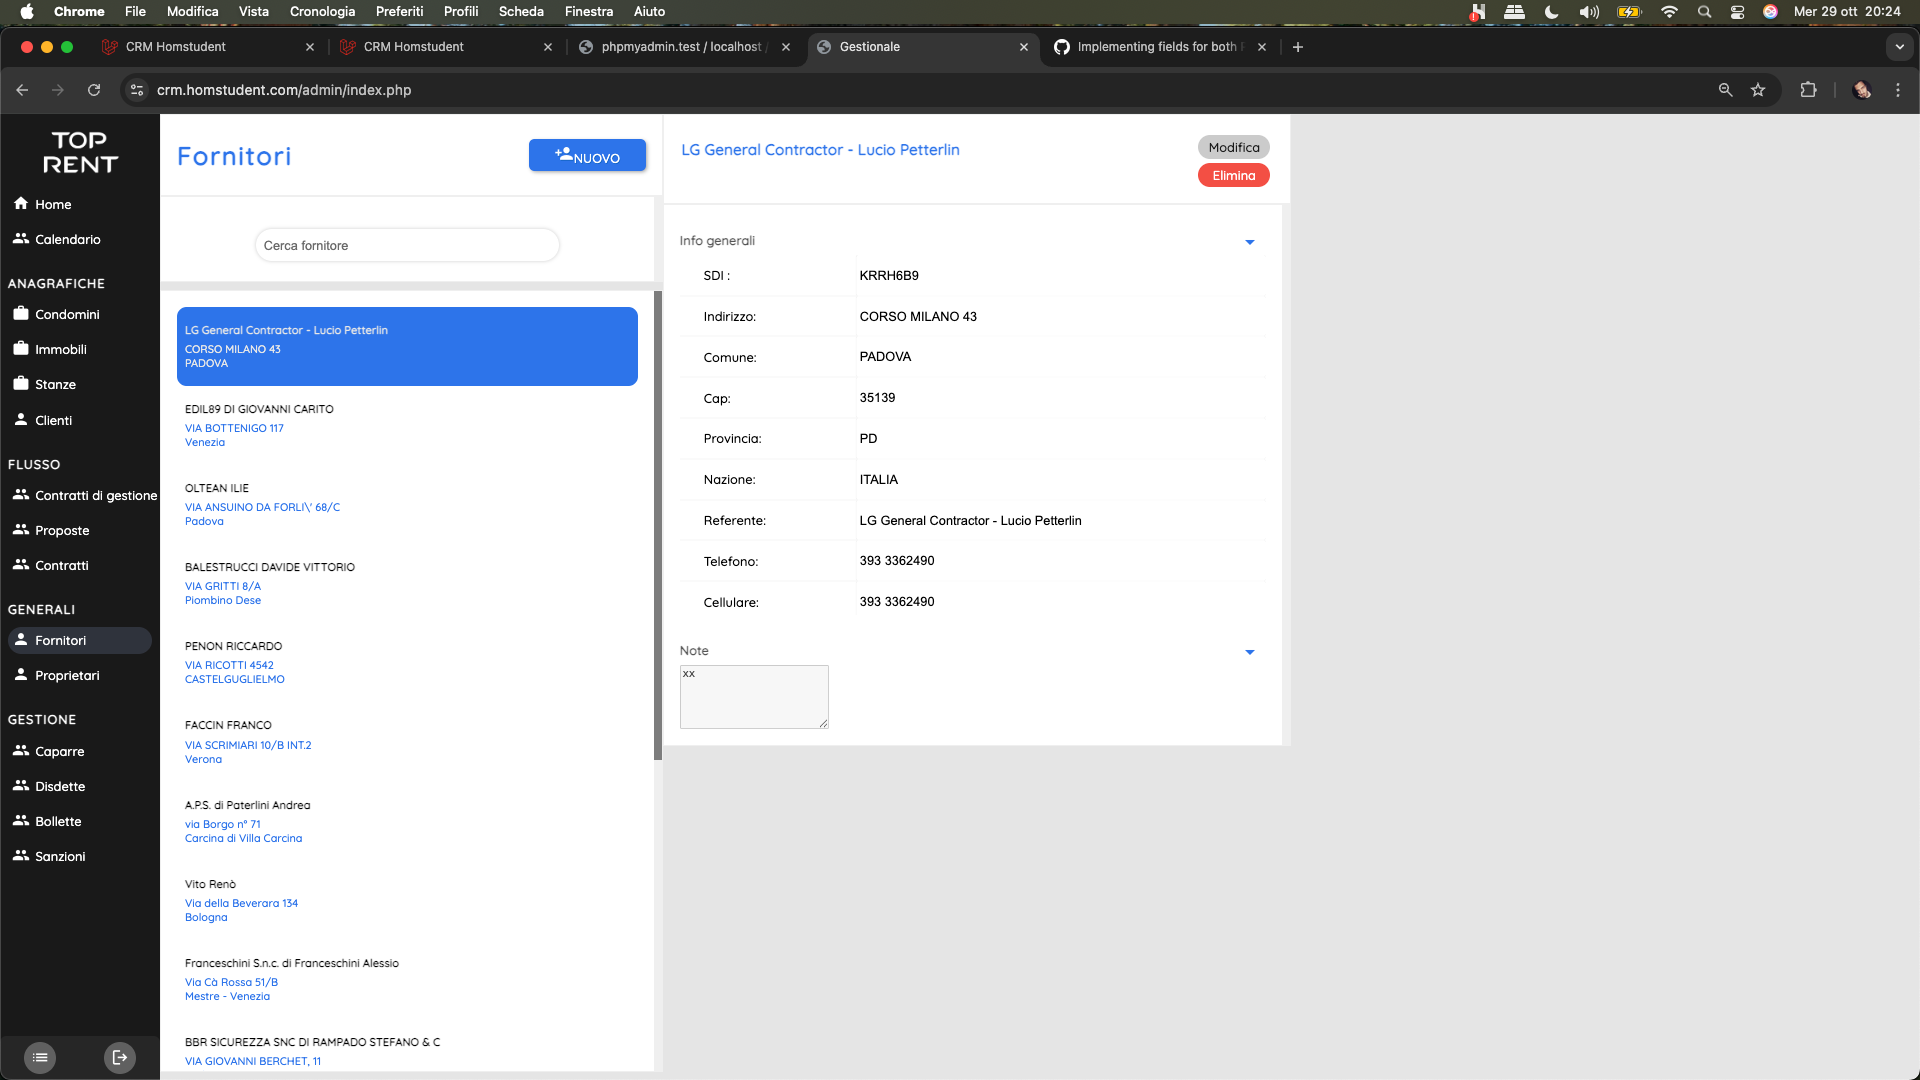 Chrome File Modifica Vista Cronologia Preferiti Profili Scheda Finestra Aiuto Mer 29 ott 20:24
CRM Homstudent CRM Homstudent phpmyadmin.test / localhost Gestionale Implementing fields for both
crm.homstudent.com/admin/index.php
TOP
RENT
Home
Calendario
ANAGRAFICHE
Condomini
Immobili
Stanze
Clienti
FLUSSO
Contratti di gestione
Proposte
Contratti
GENERALI
Fornitori
Proprietari
GESTIONE
Caparre
Disdette
Bollette
Sanzioni
Fornitori
NUOVO
Cerca fornitore
LG General Contractor - Lucio Petterlin
CORSO MILANO 43
PADOVA
EDIL89 DI GIOVANNI CARITO
VIA BOTTENIGO 117
Venezia
OLTEAN ILIE
VIA ANSUINO DA FORLI\' 68/C
Padova
BALESTRUCCI DAVIDE VITTORIO
VIA GRITTI 8/A
Piombino Dese
PENON RICCARDO
VIA RICOTTI 4542
CASTELGUGLIELMO
FACCIN FRANCO
VIA SCRIMIARI 10/B INT.2
Verona
A.P.S. di Paterlini Andrea
via Borgo n° 71
Carcina di Villa Carcina
Vito Renò
Via della Beverara 134
Bologna
Franceschini S.n.c. di Franceschini Alessio
Via Cà Rossa 51/B
Mestre - Venezia
BBR SICUREZZA SNC DI RAMPADO STEFANO & C
VIA GIOVANNI BERCHET, 11
LG General Contractor - Lucio Petterlin
Modifica
Elimina
Info generali
SDI : KRRH6B9
Indirizzo: CORSO MILANO 43
Comune: PADOVA
Cap: 35139
Provincia: PD
Nazione: ITALIA
Referente: LG General Contractor - Lucio Petterlin
Telefono: 393 3362490
Cellulare: 393 3362490
Note
xx